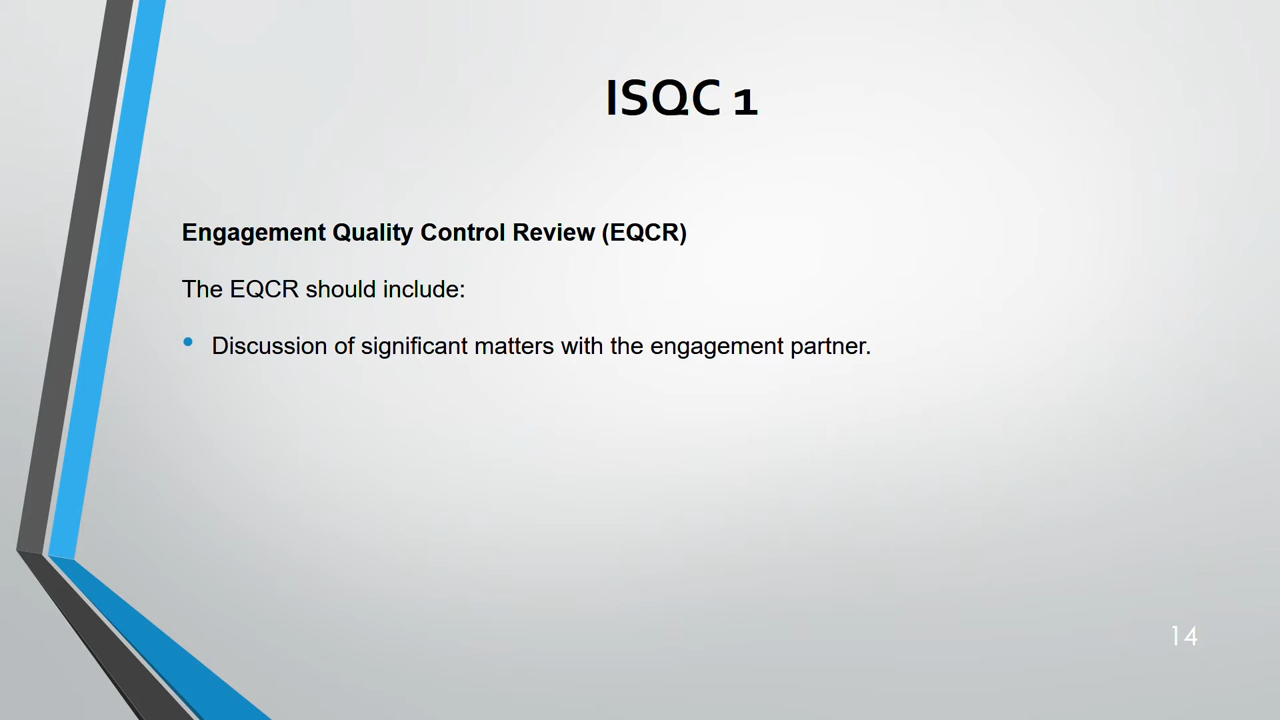 ISQC 1
Engagement Quality Control Review (EQCR)
The EQCR should include:
• Discussion of significant matters with the engagement partner.
14